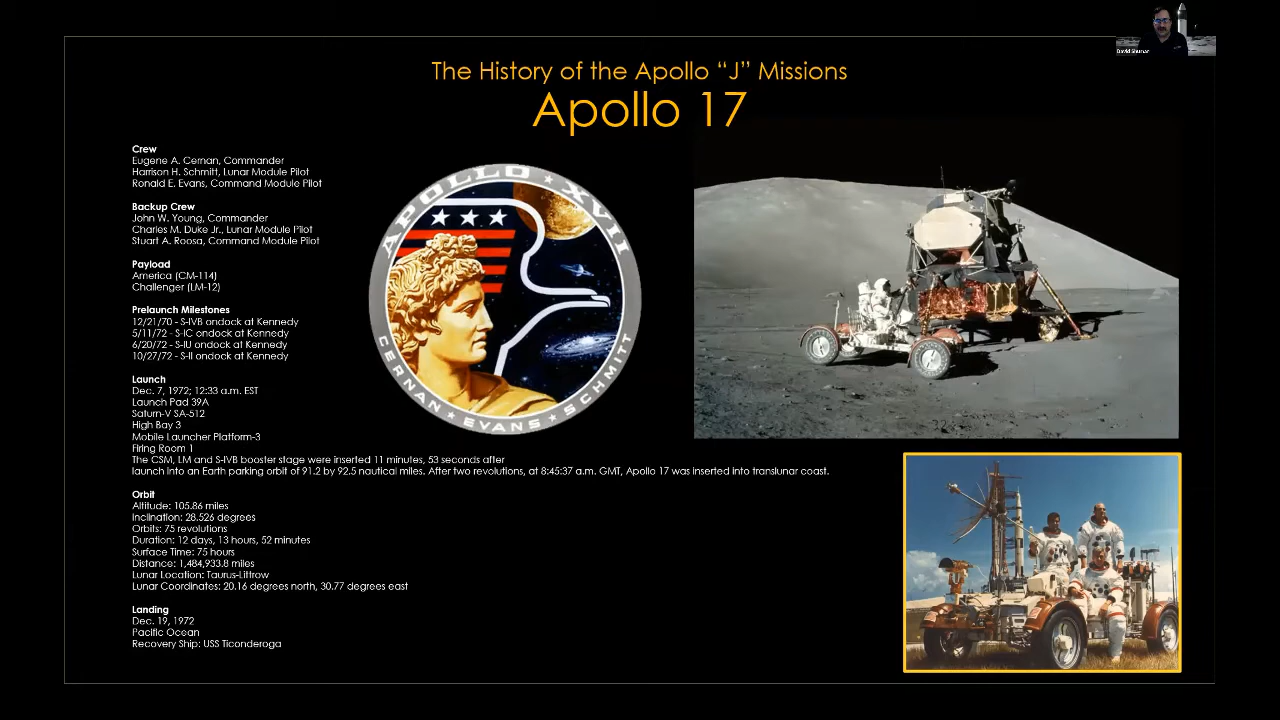 David Shuman
The History of the Apollo “J” Missions
Apollo 17
Crew
Eugene A. Cernan, Commander
Harrison H. Schmitt, Lunar Module Pilot
Ronald E. Evans, Command Module Pilot
Backup Crew
John W. Young, Commander
Charles M. Duke Jr., Lunar Module Pilot
Stuart A. Roosa, Command Module Pilot
Payload
America (CM-114)
Challenger (LM-12)
Prelaunch Milestones
12/21/70 - S-IVB ondock at Kennedy
5/11/72 - S-IC ondock at Kennedy
6/20/72 - S-IU ondock at Kennedy
10/27/72 - S-II ondock at Kennedy
Launch
Dec. 7, 1972; 12:33 a.m. EST
Launch Pad 39A
Saturn-V SA-512
High Bay 3
Mobile Launcher Platform-3
Firing Room 1
The CSM, LM and S-IVB booster stage were inserted 11 minutes, 53 seconds after
launch into an Earth parking orbit of 91.2 by 92.5 nautical miles. After two revolutions, at 8:45:37 a.m. GMT, Apollo 17 was inserted into translunar coast.
Orbit
Altitude: 105.86 miles
Inclination: 28.526 degrees
Orbits: 75 revolutions
Duration: 12 days, 13 hours, 52 minutes
Surface Time: 75 hours
Distance: 1,484,933.8 miles
Lunar Location: Taurus-Littrow
Lunar Coordinates: 20.16 degrees north, 30.77 degrees east
Landing
Dec. 19, 1972
Pacific Ocean
Recovery Ship: USS Ticonderoga
APOLLO XVII
CERNAN EVANS SCHMITT